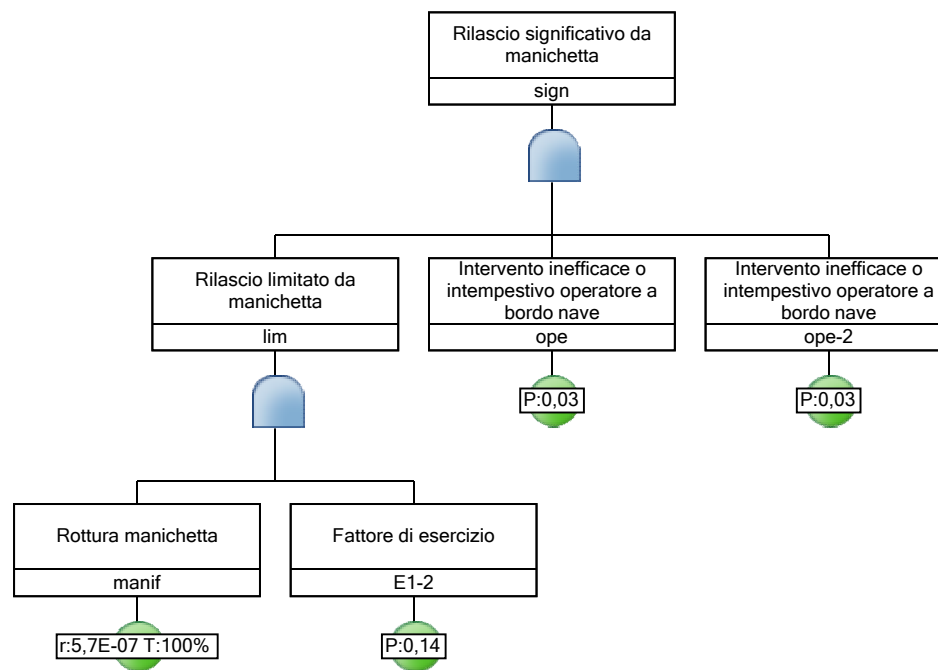 Rilascio significativo da
manichetta
sign
Rilascio limitato da
manichetta
lim
Intervento inefficace o
intempestivo operatore a
bordo nave
ope
P:0,03
Intervento inefficace o
intempestivo operatore a
bordo nave
ope-2
P:0,03
Rottura manichetta
manif
r:5,7E-07 T:100%
Fattore di esercizio
E1-2
P:0,14